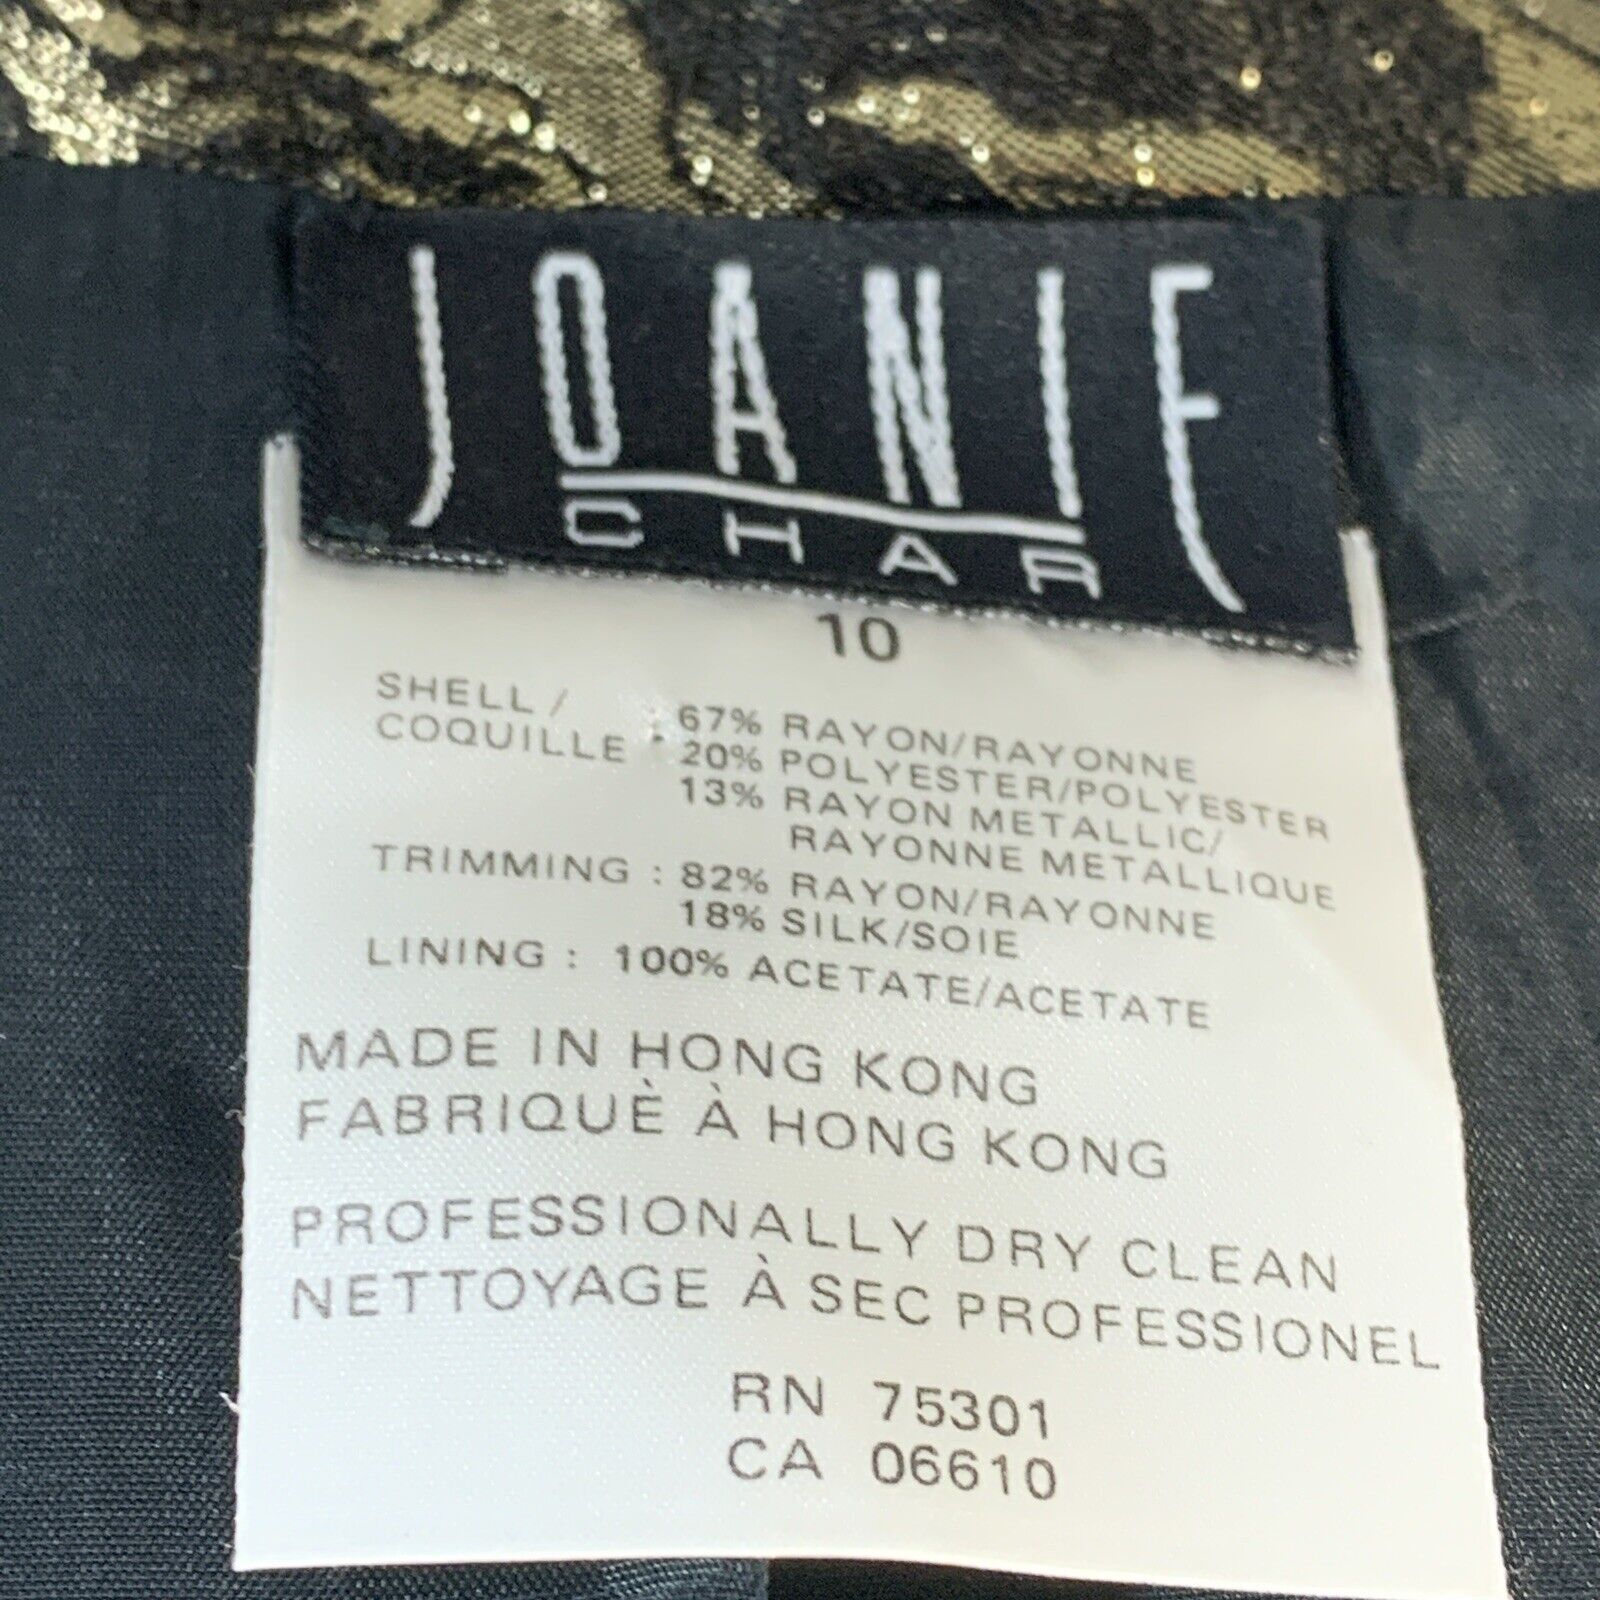 JOANIE
CHAR
10
SHELL / : 67% RAYON/RAYONNE
COQUILLE : 20% POLYESTER/POLYESTER
13% RAYON METALLIC/
RAYONNE METALLIQUE
TRIMMING : 82% RAYON/RAYONNE
18% SILK/SOIE
LINING : 100% ACETATE/ACETATE
MADE IN HONG KONG
FABRIQUÈ À HONG KONG
PROFESSIONALLY DRY CLEAN
NETTOYAGE À SEC PROFESSIONEL
RN 75301
CA 06610